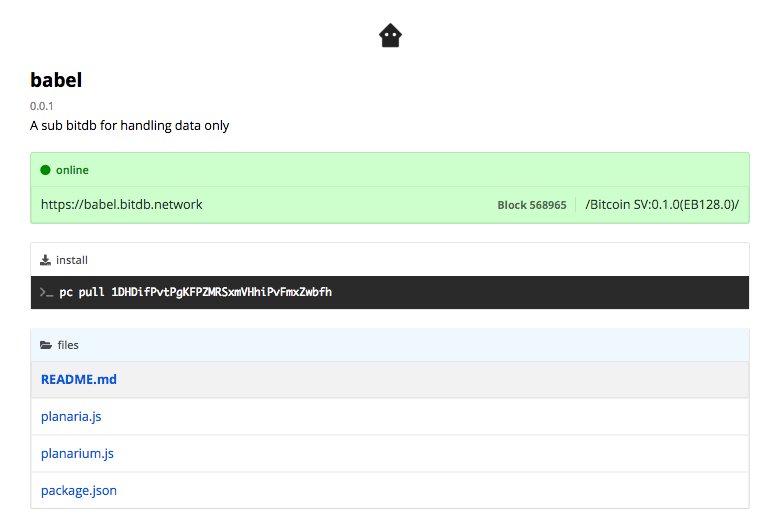 babel
0.0.1
A sub bitdb for handling data only
online
https://babel.bitdb.network Block 568965 /Bitcoin SV:0.1.0(EB128.0)/
install
>_ pc pull 1DHDifPvtPgKFPZMRSxmVHhiPvFmxZwbfh
files
README.md
planaria.js
planarium.js
package.json